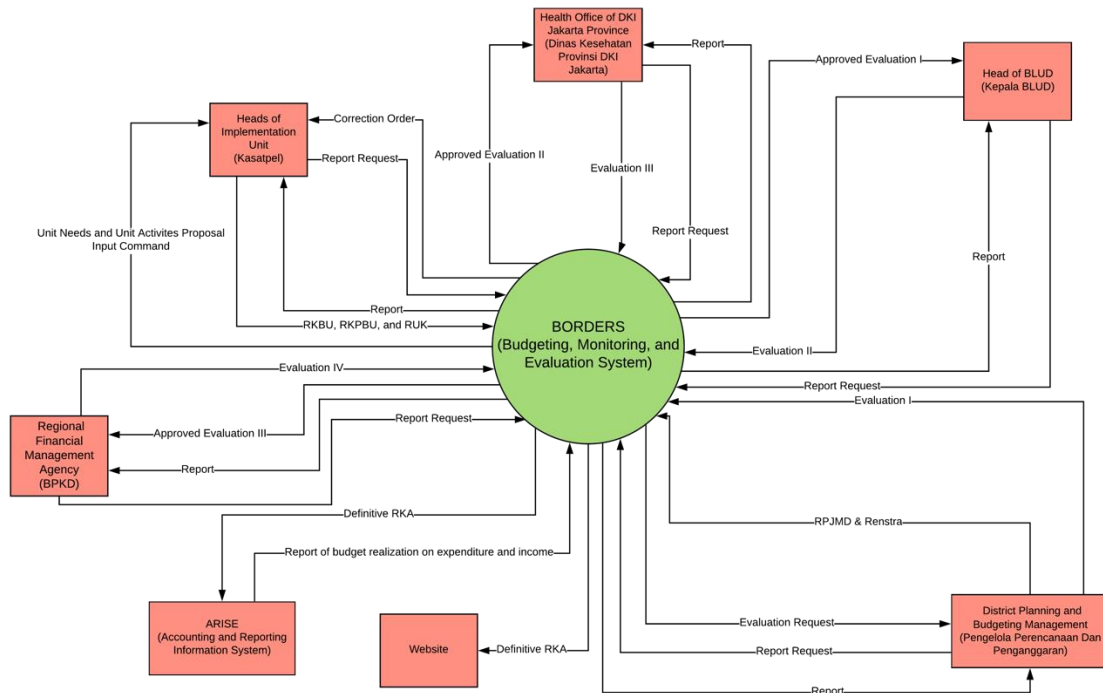 Health Office of DKI
Jakarta Province
(Dinas Kesehatan
Provinsi DKI
Jakarta)
Report
Approved Evaluation I
Head of BLUD
(Kepala BLUD)
Heads of
Implementation
Unit
(Kasatpel)
Correction Order
Report Request
Approved Evaluation II
Evaluation III
Report Request
Unit Needs and Unit Activites Proposal
Input Command
Report
Report
RKBU, RKPBU, and RUK
BORDERS
(Budgeting, Monitoring, and
Evaluation System)
Evaluation II
Evaluation IV
Report Request
Evaluation I
Regional
Financial
Management
Agency
(BPKD)
Report Request
Approved Evaluation III
Report
Definitive RKA
RPJMD & Renstra
Report of budget realization on expenditure and income
ARISE
(Accounting and Reporting
Information System)
Website
Definitive RKA
Evaluation Request
Report Request
District Planning and
Budgeting Management
(Pengelola Perencanaan Dan
Penganggaran)
Report